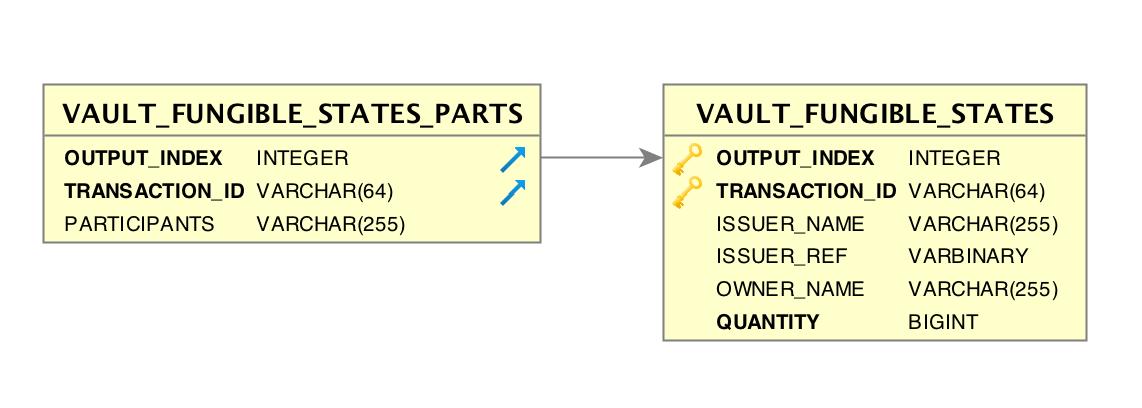 VAULT_FUNGIBLE_STATES_PARTS
OUTPUT_INDEX INTEGER
TRANSACTION_ID VARCHAR(64)
PARTICIPANTS VARCHAR(255)
VAULT_FUNGIBLE_STATES
OUTPUT_INDEX INTEGER
TRANSACTION_ID VARCHAR(64)
ISSUER_NAME VARCHAR(255)
ISSUER_REF VARBINARY
OWNER_NAME VARCHAR(255)
QUANTITY BIGINT